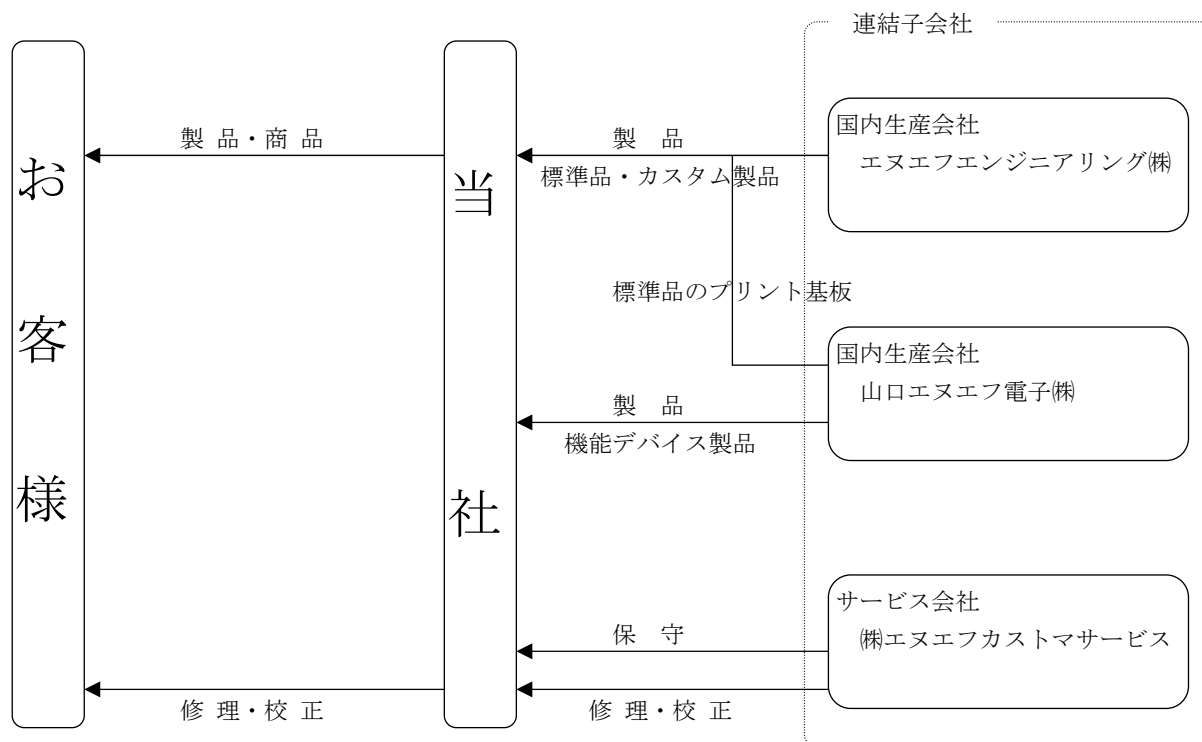 連結子会社
お客様
当社
製 品・商 品
製 品
標準品・カスタム製品
国内生産会社
エヌエフエンジニアリング㈱
標準品のプリント基板
国内生産会社
山口エヌエフ電子㈱
製 品
機能デバイス製品
サービス会社
㈱エヌエフカストマサービス
保 守
修 理・校 正
修 理・校 正